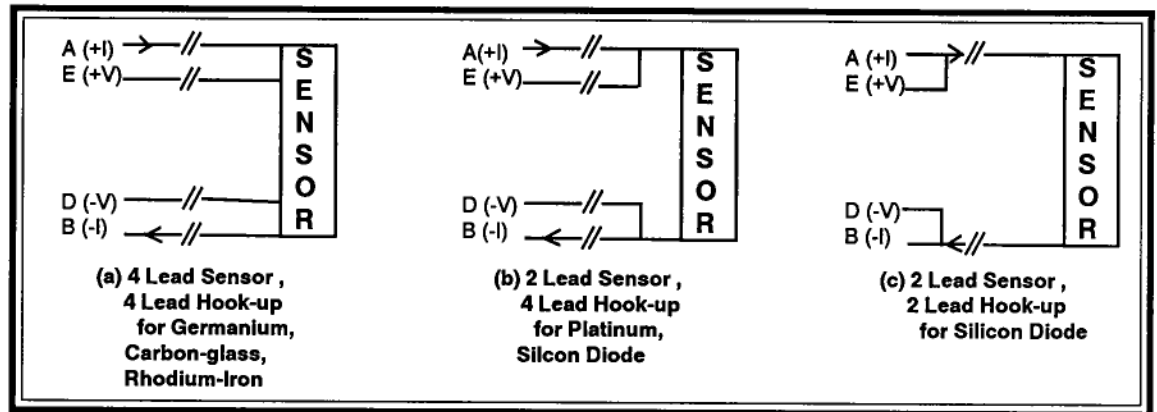 A (+I)
E (+V)
D (-V)
B (-I)
SENSOR
(a) 4 Lead Sensor ,
4 Lead Hook-up
for Germanium,
Carbon-glass,
Rhodium-Iron
A(+I)
E (+V)
D (-V)
B (-I)
SENSOR
(b) 2 Lead Sensor ,
4 Lead Hook-up
for Platinum,
Silcon Diode
A (+I)
E (+V)
D (-V)
B (-I)
SENSOR
(c) 2 Lead Sensor ,
2 Lead Hook-up
for Silicon Diode